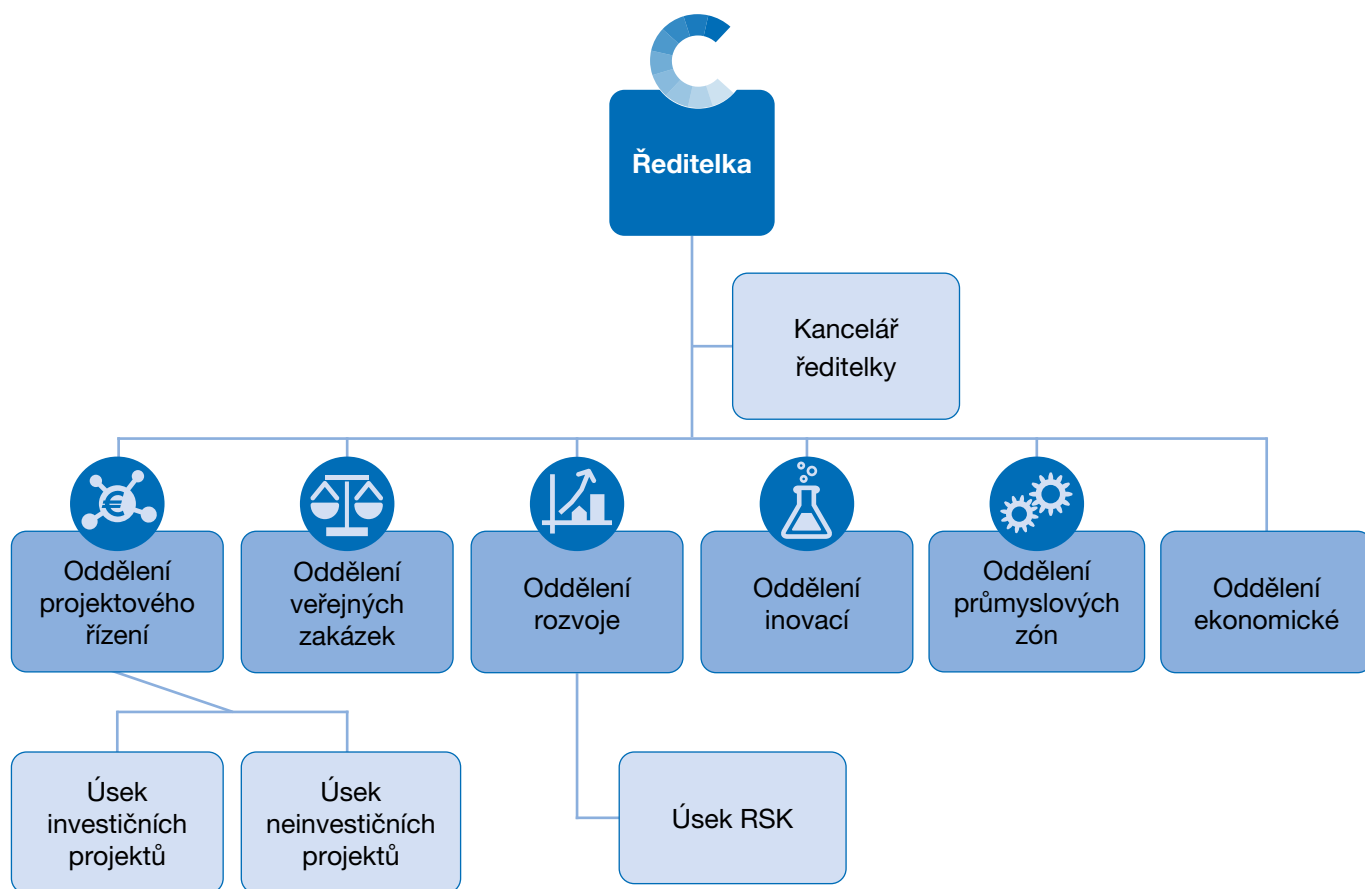 Ředitelka
Kancelář
ředitelky
Oddělení
projektového
řízení
Oddělení
veřejných
zakázek
Oddělení
rozvoje
Oddělení
inovací
Oddělení
průmyslových
zón
Oddělení
ekonomické
Úsek
investičních
projektů
Úsek
neinvestičních
projektů
Úsek RSK